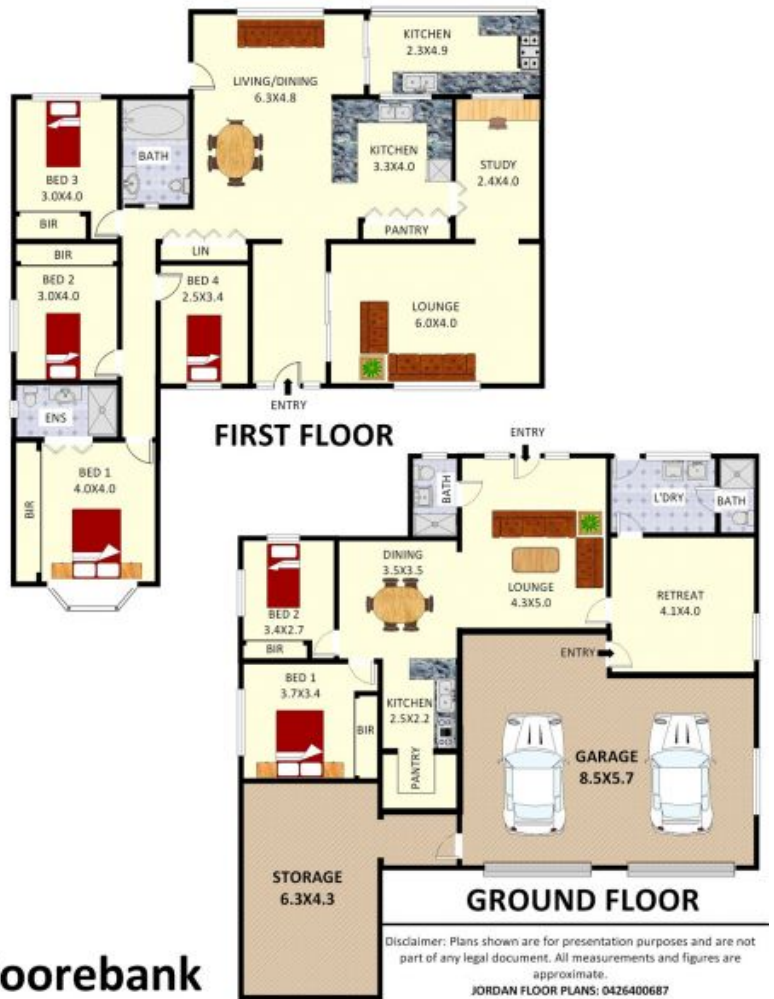 KITCHEN
2.3X4.9
LIVING/DINING
6.3X4.8
KITCHEN
3.3X4.0
STUDY
2.4X4.0
BATH
BED 3
3.0X4.0
BIR
PANTRY
BIR
LIN
BED 2
3.0X4.0
BED 4
2.5X3.4
LOUNGE
6.0X4.0
ENS
ENTRY
FIRST FLOOR
BED 1
4.0X4.0
BIR
ENTRY
BATH
L'DRY
BATH
DINING
3.5X3.5
LOUNGE
4.3X5.0
RETREAT
4.1X4.0
BED 2
3.4X2.7
BIR
ENTRY
BED 1
3.7X3.4
BIR
KITCHEN
2.5X2.2
PANTRY
GARAGE
8.5X5.7
STORAGE
6.3X4.3
GROUND FLOOR
oorebank
Disclaimer: Plans shown are for presentation purposes and are not
part of any legal document. All measurements and figures are
approximate.
JORDAN FLOOR PLANS: 0426400687